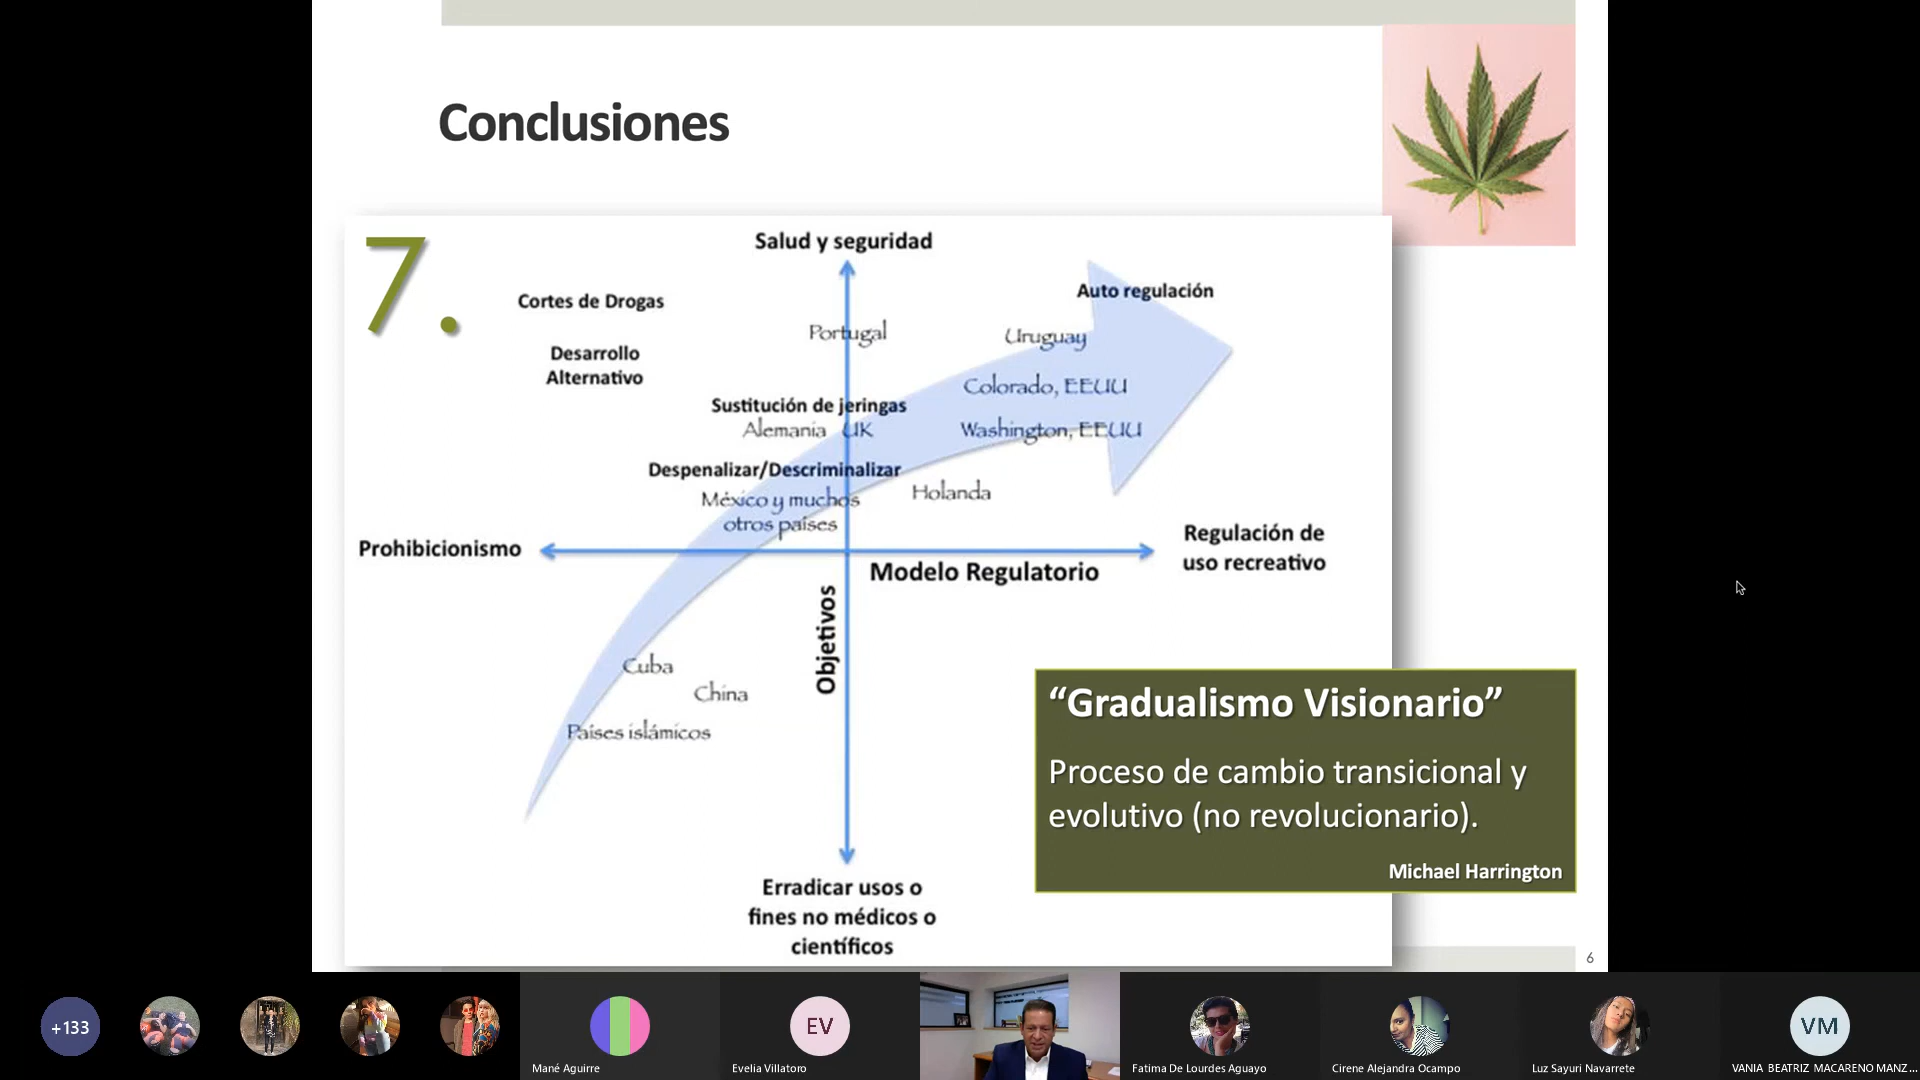 Conclusiones
7.
Salud y seguridad
Auto regulación
Cortes de Drogas
Portugal
Uruguay
Desarrollo
Alternativo
Colorado, EEUU
Sustitución de jeringas
Alemania UK
Washington, EEUU
Despenalizar/Descriminalizar
México y muchos
otros países
Holanda
Prohibicionismo
Regulación de
uso recreativo
Modelo Regulatorio
Objetivos
Cuba
China
Países islámicos
Erradicar usos o
fines no médicos o
científicos
“Gradualismo Visionario”
Proceso de cambio transicional y
evolutivo (no revolucionario).
Michael Harrington
6
+133
EV
VM
Mané Aguirre
Evelia Villatoro
Fatima De Lourdes Aguayo
Cirene Alejandra Ocampo
Luz Sayuri Navarrete
VANIA BEATRIZ MACARENO MANZ...